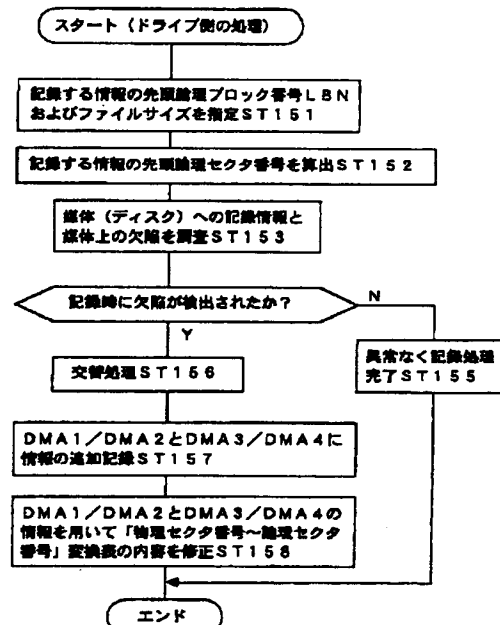 スタート（ドライブ側の処理）
記録する情報の先頭論理ブロック番号ＬＢＮ
およびファイルサイズを指定ＳＴ１５１
記録する情報の先頭論理セクタ番号を算出ＳＴ１５２
媒体（ディスク）への記録情報と
媒体上の欠陥を調査ＳＴ１５３
記録時に欠陥が検出されたか？
N
Y
異常なく記録処理
完了ＳＴ１５５
交替処理ＳＴ１５６
ＤＭＡ１／ＤＭＡ２とＤＭＡ３／ＤＭＡ４に
情報の追加記録ＳＴ１５７
ＤＭＡ１／ＤＭＡ２とＤＭＡ３／ＤＭＡ４の
情報を用いて「物理セクタ番号〜論理セクタ
番号」変換表の内容を修正ＳＴ１５８
エンド